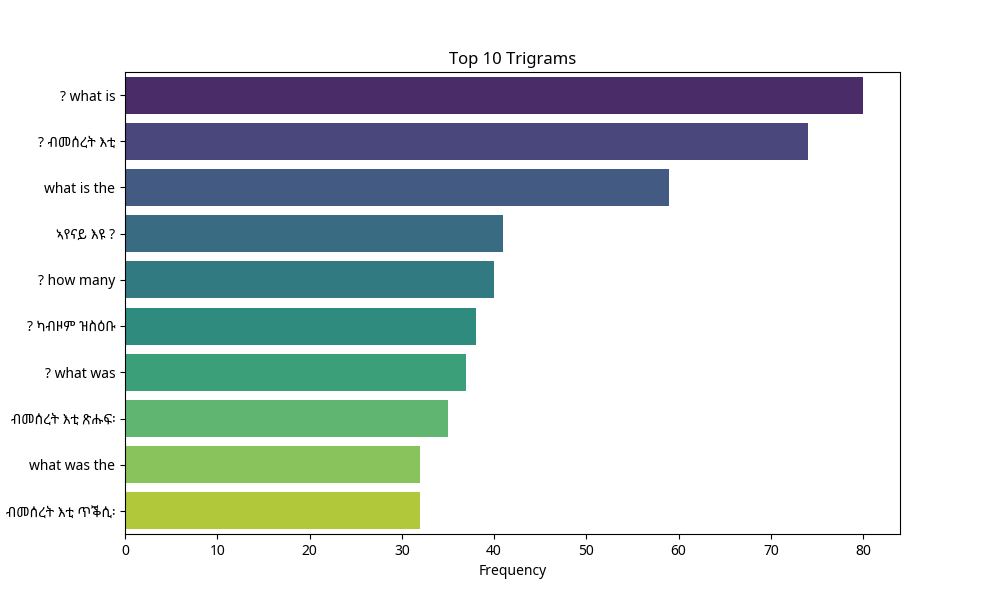 Top 10 Trigrams
? what is
? ብመሰረት እቲ
what is the
ኣየናይ እዩ ?
? how many
? ካብዞም ዝስዕቡ
? what was
ብመሰረት እቲ ጽሑፍ፡
what was the
ብመሰረት እቲ ጥቕሲ፡
0 10 20 30 40 50 60 70 80
Frequency